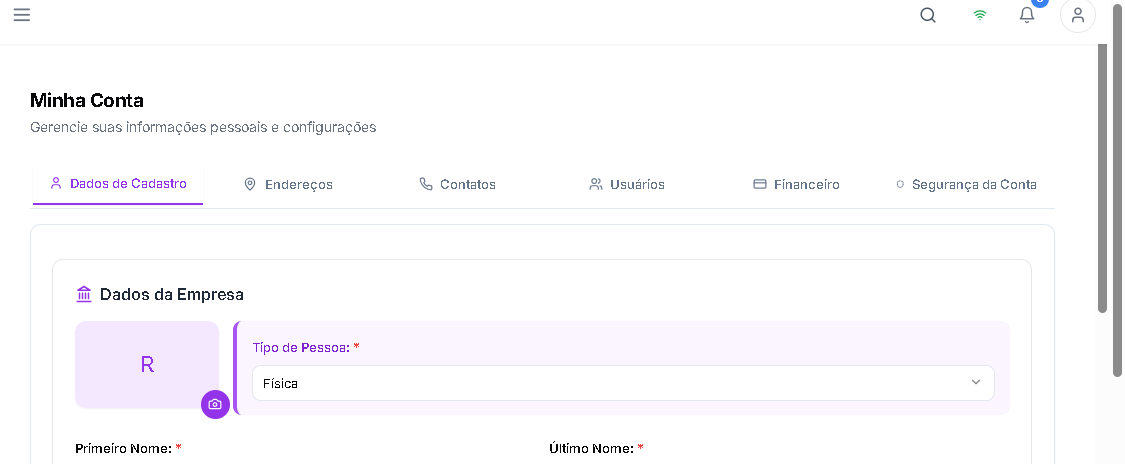 Minha Conta
Gerencie suas informações pessoais e configurações
Dados de Cadastro Endereços Contatos Usuários Financeiro Segurança da Conta
Dados da Empresa
R
Tipo de Pessoa: *
Física
Primeiro Nome: * Último Nome: *